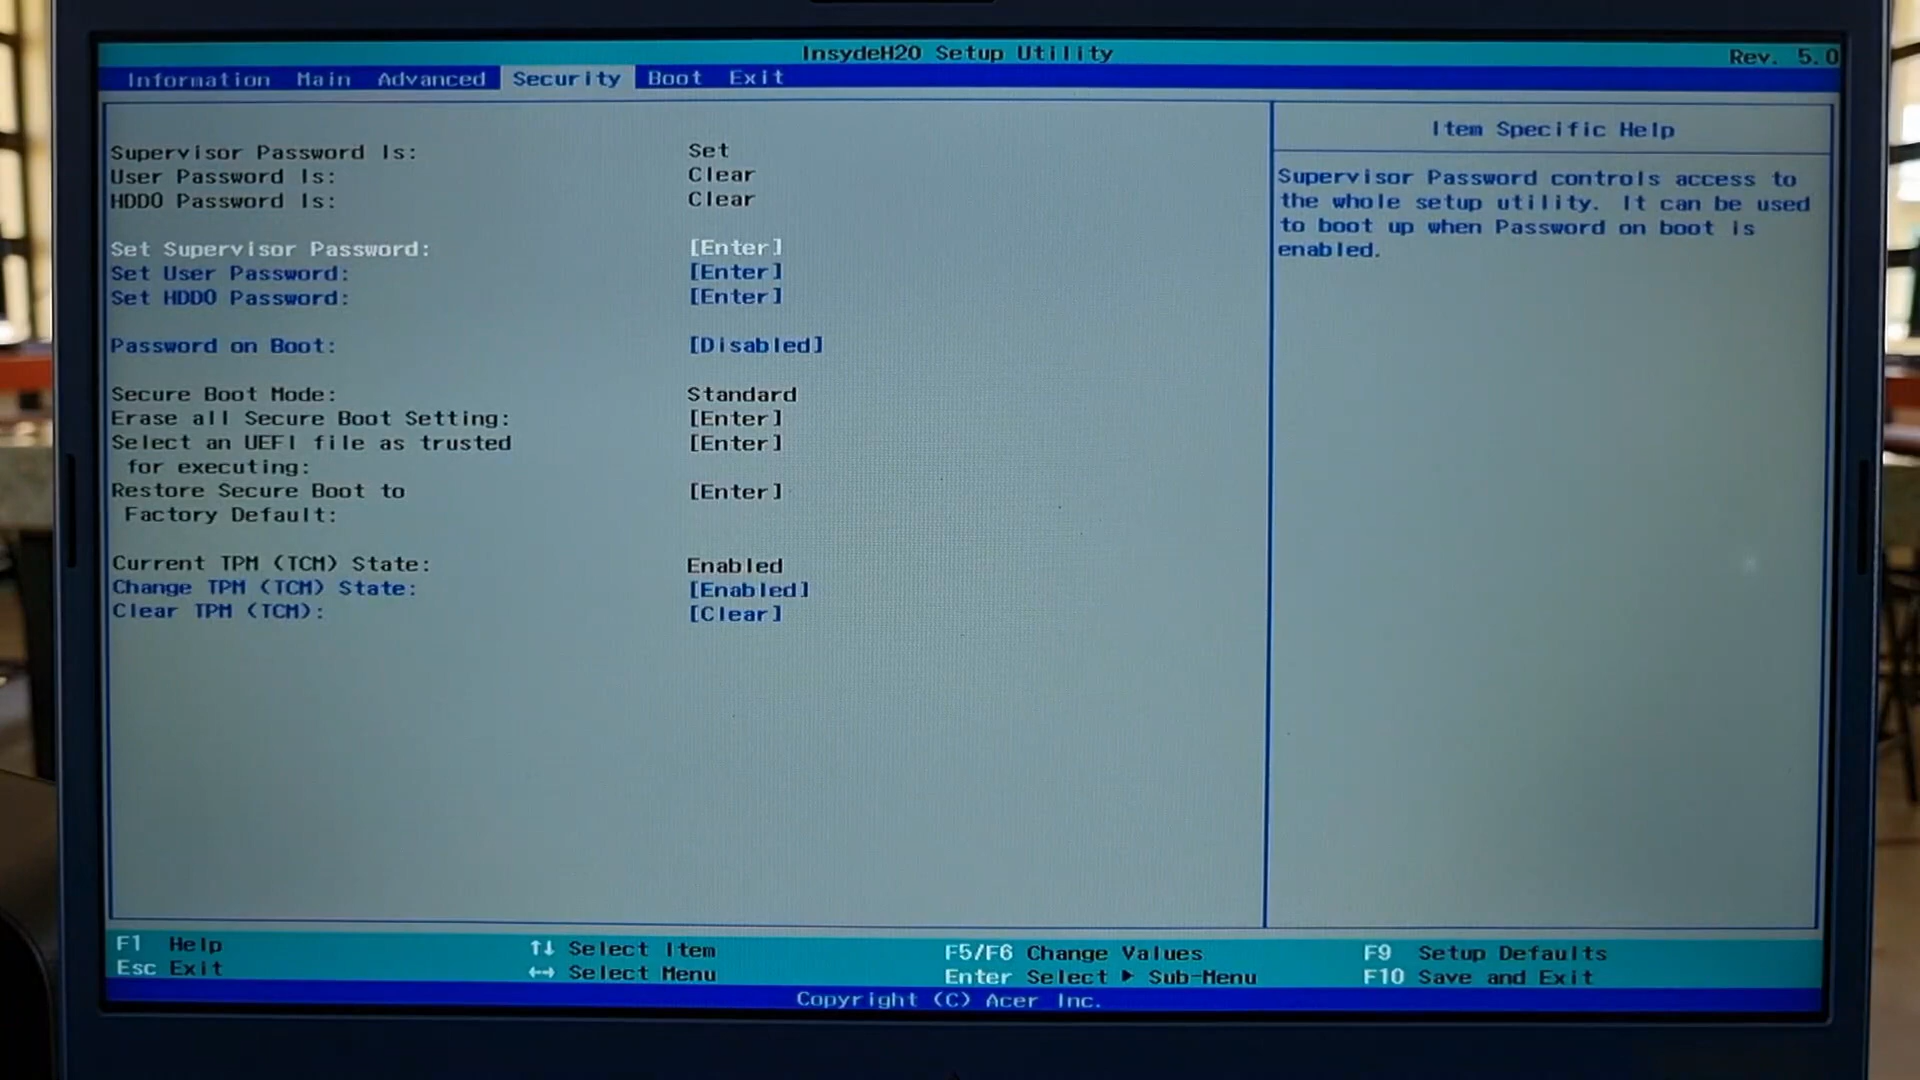 InsydeH20 Setup Utility
Rev. 5.0
Information Main Advanced Security Boot Exit
Supervisor Password Is: Set
User Password Is: Clear
HDD0 Password Is: Clear
Set Supervisor Password: [Enter]
Set User Password: [Enter]
Set HDD0 Password: [Enter]
Password on Boot: [Disabled]
Secure Boot Mode: Standard
Erase all Secure Boot Setting: [Enter]
Select an UEFI file as trusted [Enter]
for executing:
Restore Secure Boot to [Enter]
Factory Default:
Current TPM (TCM) State: Enabled
Change TPM (TCM) State: [Enabled]
Clear TPM (TCM): [Clear]
Item Specific Help
Supervisor Password controls access to
the whole setup utility. It can be used
to boot up when Password on boot is
enabled.
F1 Help ↑↓ Select Item F5/F6 Change Values F9 Setup Defaults
Esc Exit ↔ Select Menu Enter Select ▶ Sub-Menu F10 Save and Exit
Copyright (C) Acer Inc.